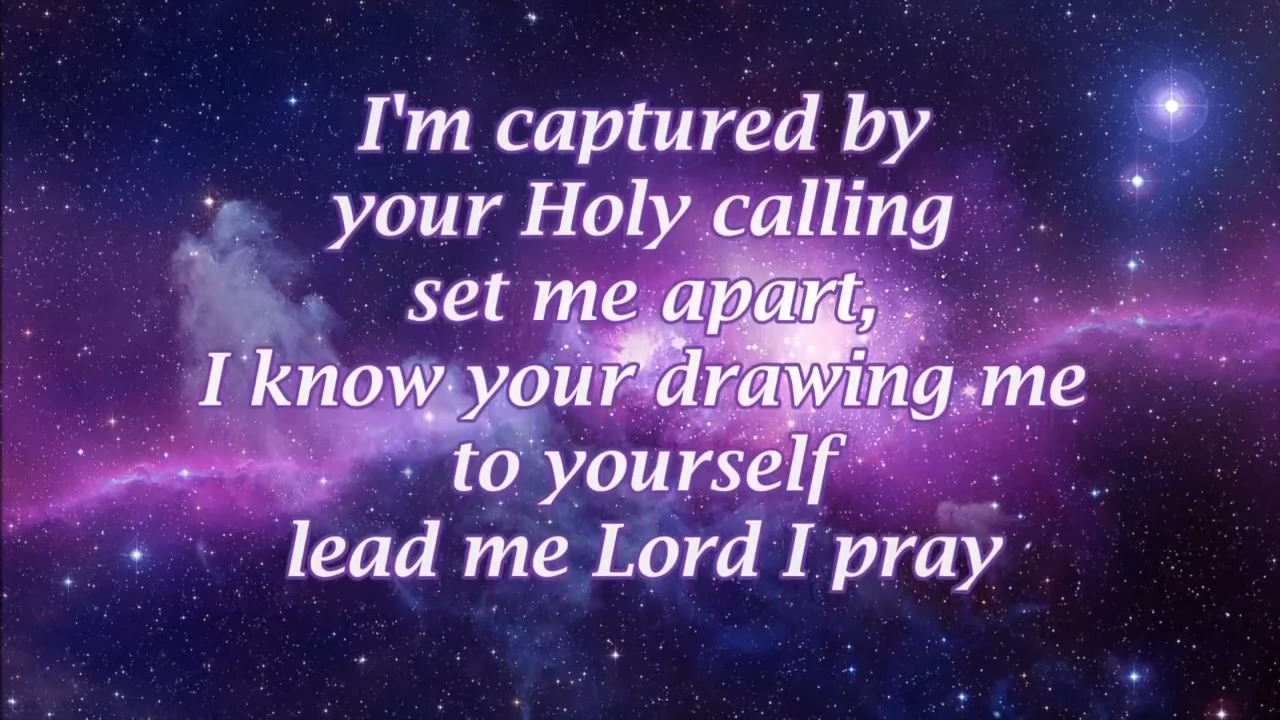 I'm captured by
your Holy calling
set me apart,
I know your drawing me
to yourself
lead me Lord I pray